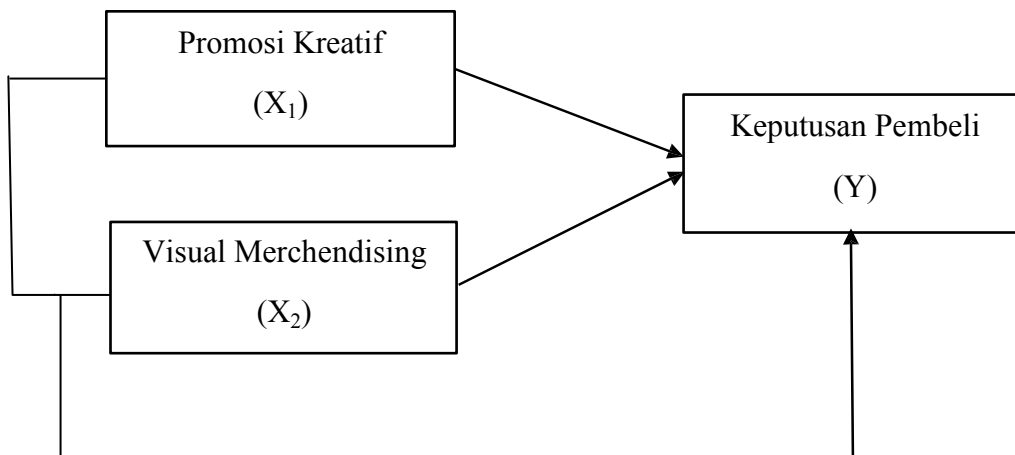 Promosi Kreatif
(X₁)
Visual Merchendising
(X₂)
Keputusan Pembeli
(Y)